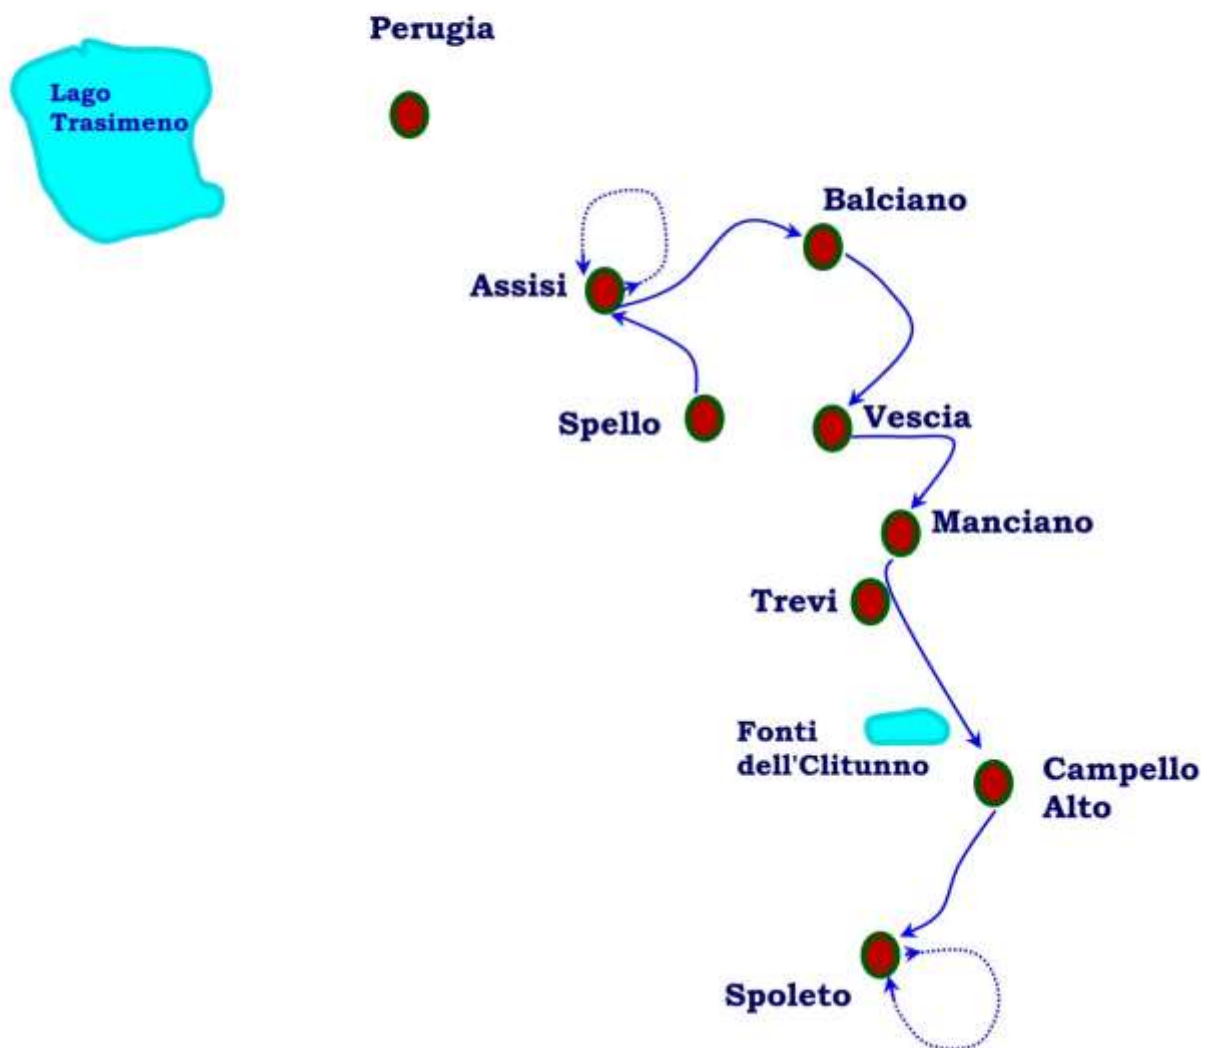 Perugia
Lago
Trasimeno
Balciano
Assisi
Spello
Vescia
Manciano
Trevi
Fonti
dell'Clitunno
Campello
Alto
Spoleto